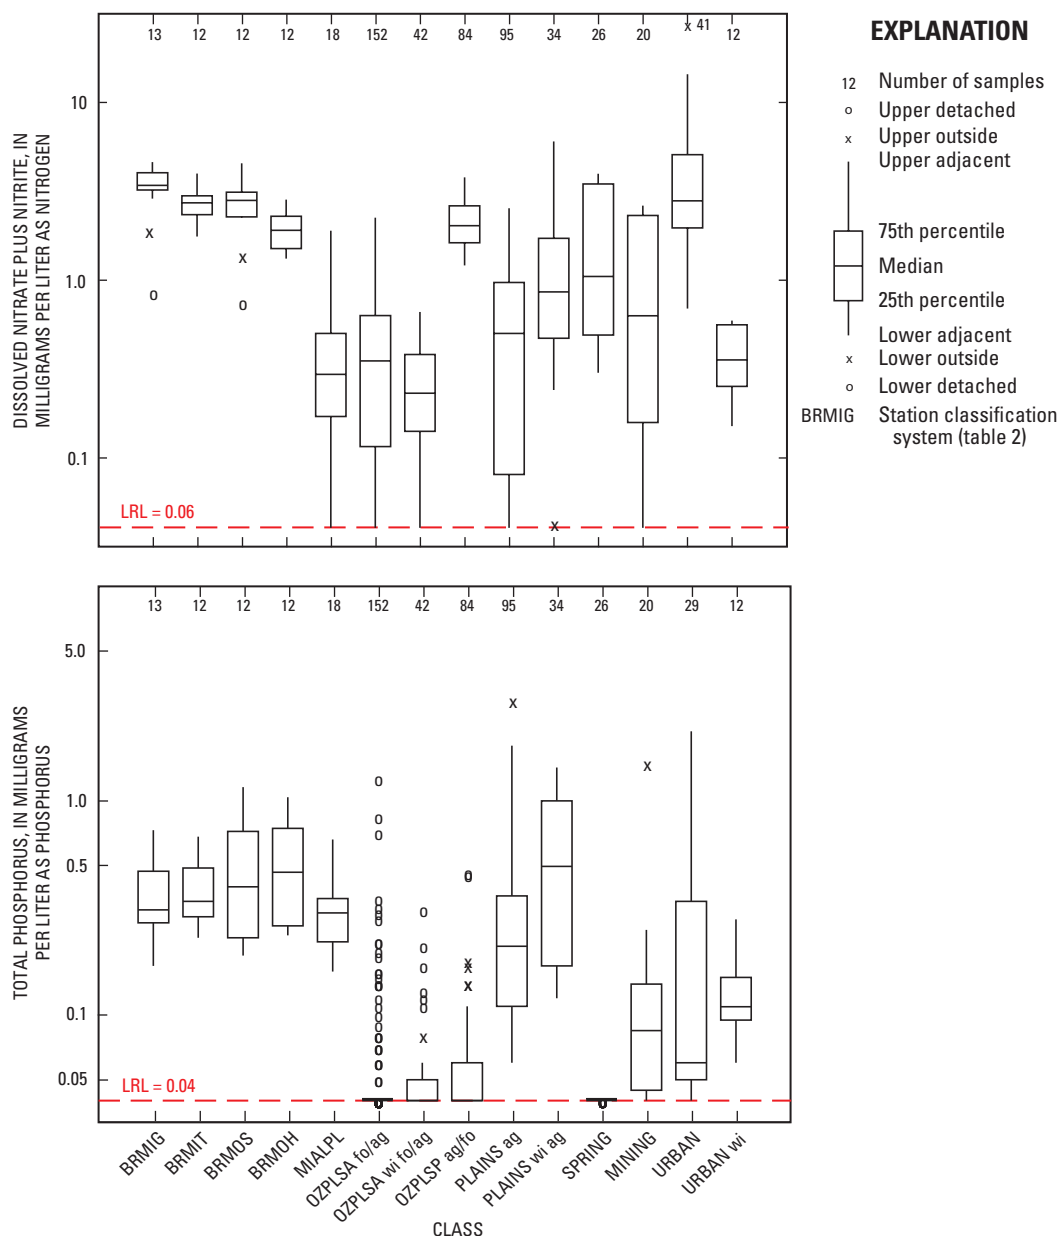 13 12 12 12 18 152 42 84 95 34 26 20 x 41 12
DISSOLVED NITRATE PLUS NITRITE, IN
MILLIGRAMS PER LITER AS NITROGEN
10
1.0
0.1
LRL = 0.06
EXPLANATION
12 Number of samples
o Upper detached
x Upper outside
Upper adjacent
75th percentile
Median
25th percentile
Lower adjacent
x Lower outside
o Lower detached
BRMIG Station classification
system (table 2)
13 12 12 12 18 152 42 84 95 34 26 20 29 12
TOTAL PHOSPHORUS, IN MILLIGRAMS
PER LITER AS PHOSPHORUS
5.0
1.0
0.5
0.1
0.05
LRL = 0.04
BRMIG
BRMIT
BRMOS
BRMOH
MIALPL
OZPLSA fo/ag
OZPLSA wi fo/ag
OZPLSP ag/fo
PLAINS ag
PLAINS wi ag
SPRING
MINING
URBAN
URBAN wi
CLASS